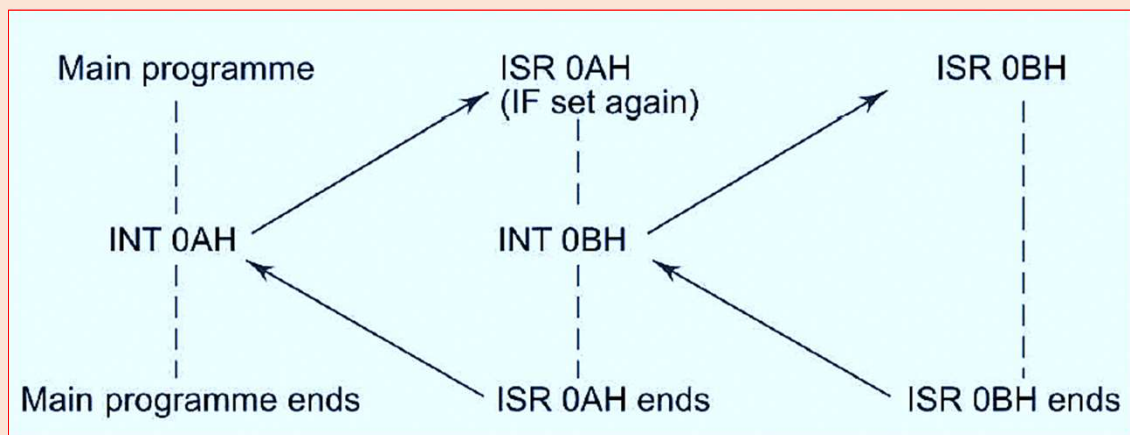 Main programme
ISR 0AH
(IF set again)
ISR 0BH
INT 0AH
INT 0BH
Main programme ends
ISR 0AH ends
ISR 0BH ends